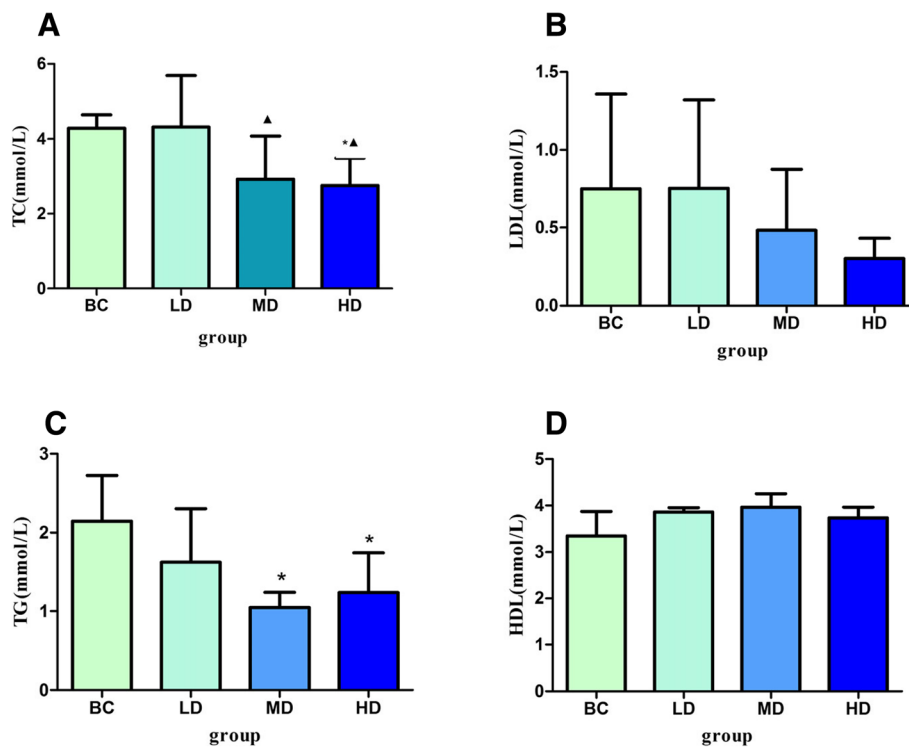 A
TC(mmol/L)
6
4
2
0
▲
*▲
BC LD MD HD
group
B
LDL(mmol/L)
1.5
1.0
0.5
0.0
BC LD MD HD
group
C
TG(mmol/L)
3
2
1
0
*
*
BC LD MD HD
group
D
HDL(mmol/L)
5
4
3
2
1
0
BC LD MD HD
group